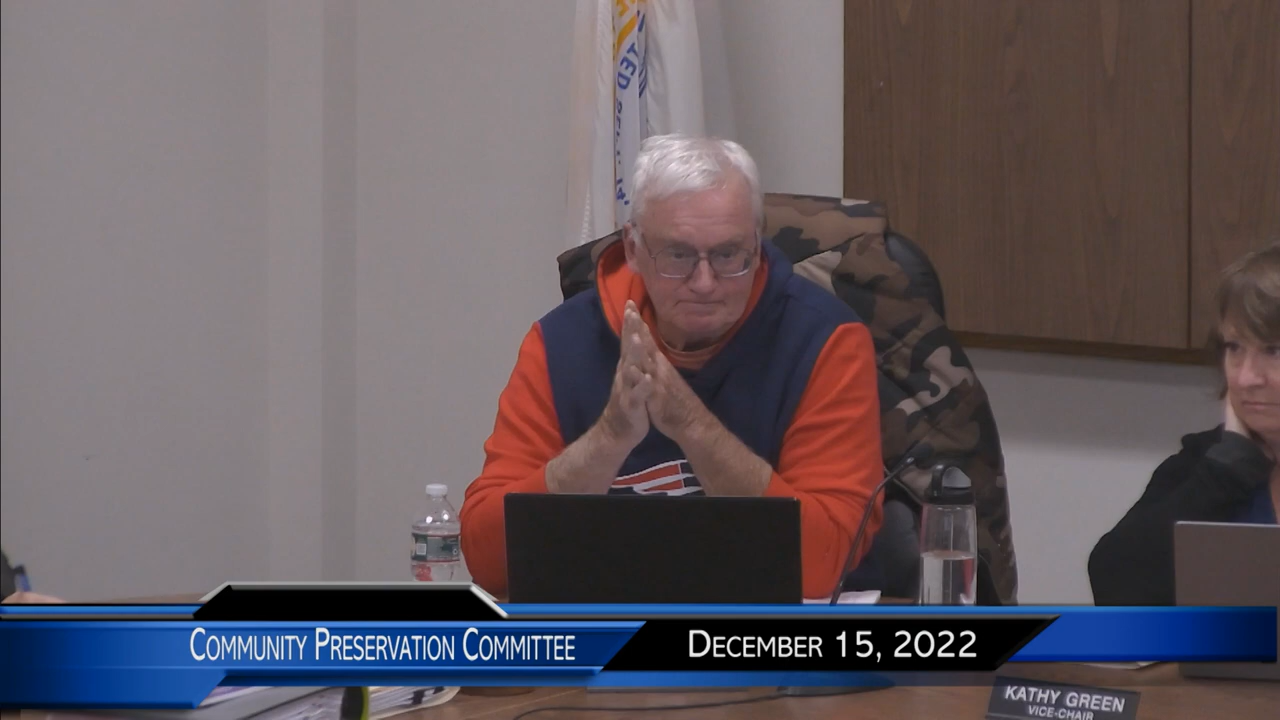 COMMUNITY PRESERVATION COMMITTEE
DECEMBER 15, 2022
KATHY GREEN
VICE-CHAIR